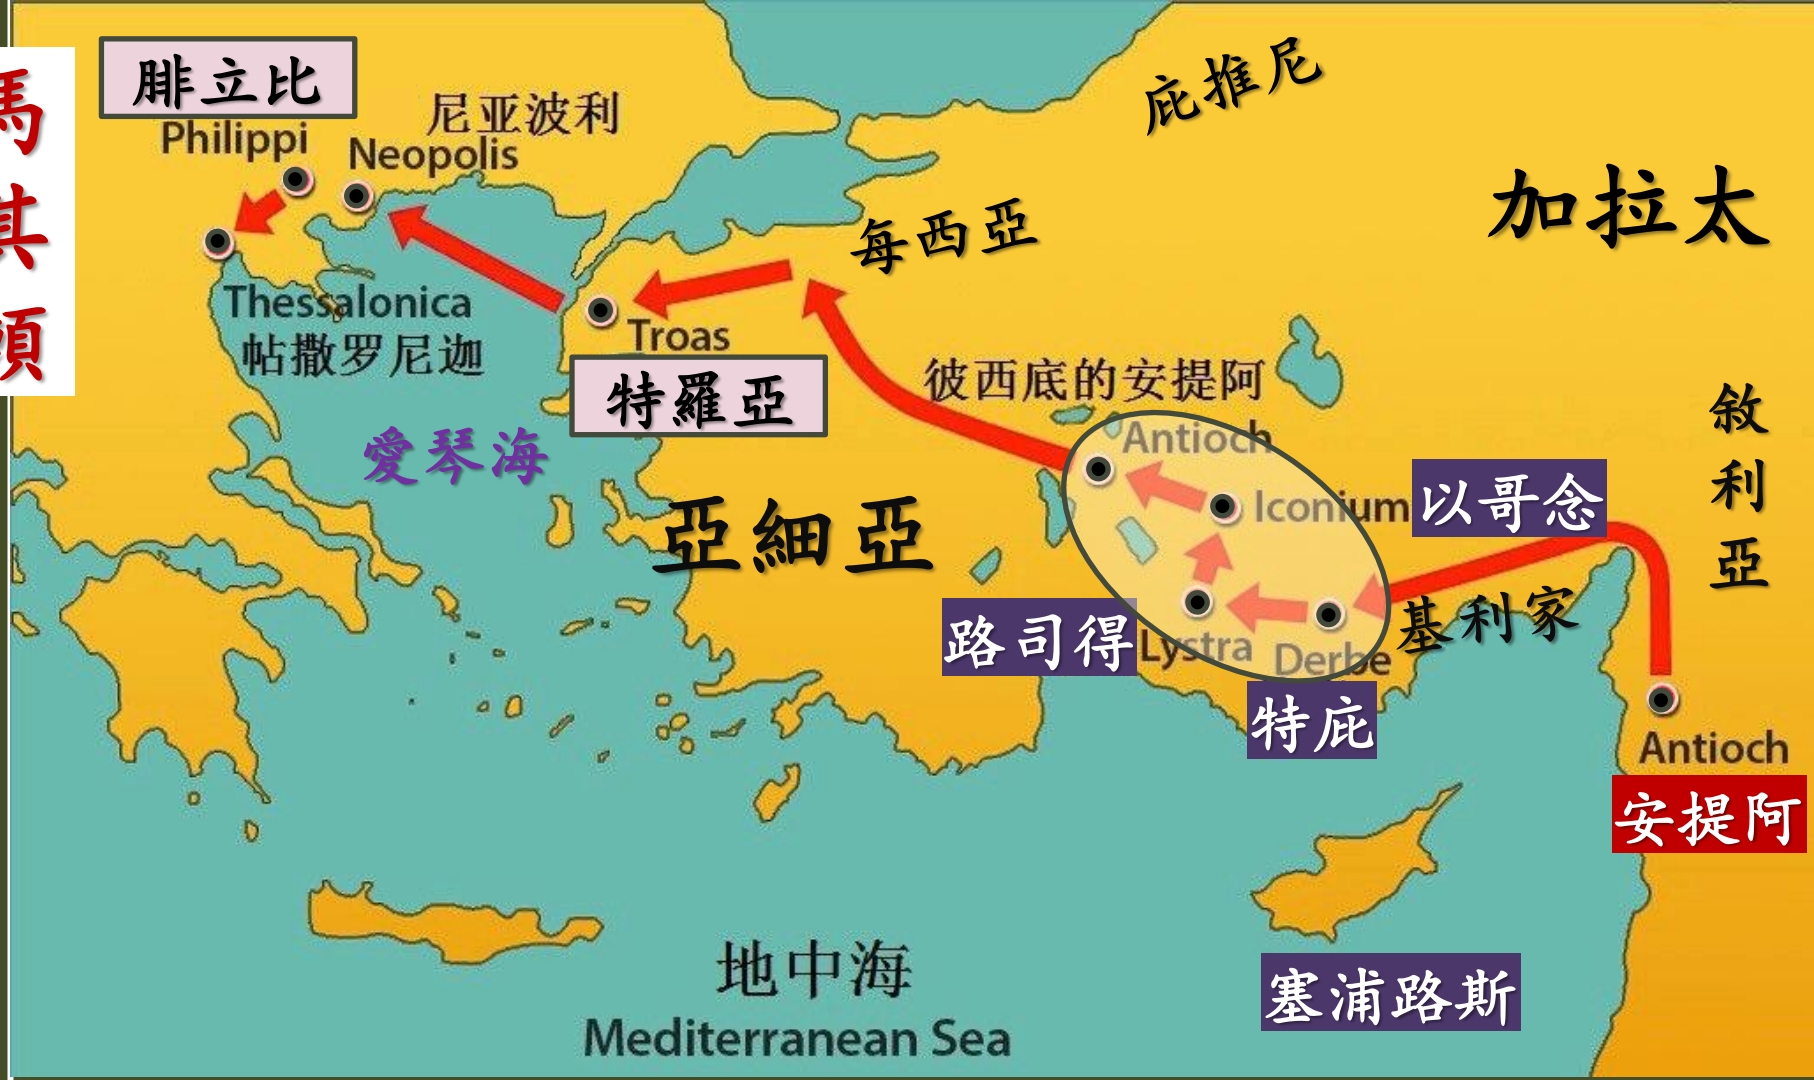 馬其頓
腓立比
Philippi
尼亚波利
Neopolis
庇推尼
加拉太
每西亞
Thessalonica
帖撒罗尼迦
Troas
特羅亞
愛琴海
亞細亞
彼西底的安提阿
Antioch
Iconium
以哥念
敘利亞
路司得
Lystra
Derbe
特庇
基利家
Antioch
安提阿
塞浦路斯
地中海
Mediterranean Sea